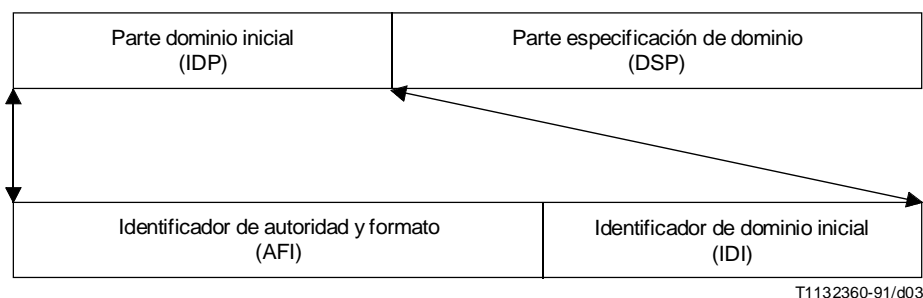 Parte dominio inicial
(IDP)
Parte especificación de dominio
(DSP)
Identificador de autoridad y formato
(AFI)
Identificador de dominio inicial
(IDI)
T1132360-91/d03